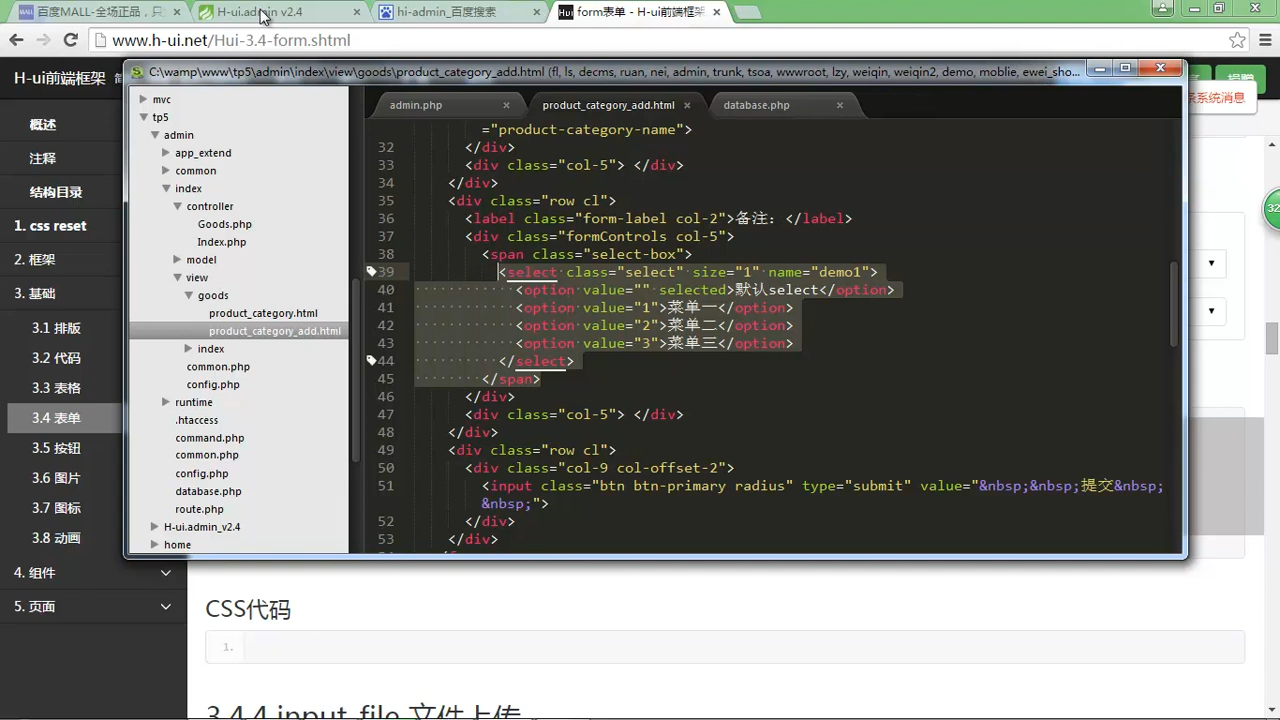 百度MALL-全场正品，只
H-ui.admin v2.4
hi-admin_百度搜索
form表单 - H-ui前端框架
www.h-ui.net/Hui-3.4-form.shtml
H-ui前端框架
捐赠
条系统消息
32
C:\wamp\www\tp5\admin\index\view\goods\product_category_add.html (fl, ls, decms, ruan, nei, admin, trunk, tsoa, wwwroot, lzy, weiqin, weiqin2, demo, moblie, ewei_sho...
概述
注释
结构目录
1. css reset
2. 框架
3. 基础
3.1 排版
3.2 代码
3.3 表格
3.4 表单
3.5 按钮
3.6 图片
3.7 图标
3.8 动画
4. 组件
5. 页面
mvc
tp5
admin
app_extend
common
index
controller
Goods.php
Index.php
model
view
goods
product_category.html
product_category_add.html
index
common.php
config.php
runtime
.htaccess
command.php
common.php
config.php
database.php
route.php
H-ui.admin_v2.4
home
admin.php
product_category_add.html
database.php
="product-category-name">
32 </div>
33 <div class="col-5"> </div>
34 </div>
35 <div class="row cl">
36 <label class="form-label col-2">备注：</label>
37 <div class="formControls col-5">
38 <span class="select-box">
39 <select class="select" size="1" name="demo1">
40 <option value="" selected>默认select</option>
41 <option value="1">菜单一</option>
42 <option value="2">菜单二</option>
43 <option value="3">菜单三</option>
44 </select>
45 </span>
46 </div>
47 <div class="col-5"> </div>
48 </div>
49 <div class="row cl">
50 <div class="col-9 col-offset-2">
51 <input class="btn btn-primary radius" type="submit" value="&nbsp;&nbsp;提交&nbsp;
&nbsp;">
52 </div>
53 </div>
CSS代码
1.
3.4.4 input_file 文件上传